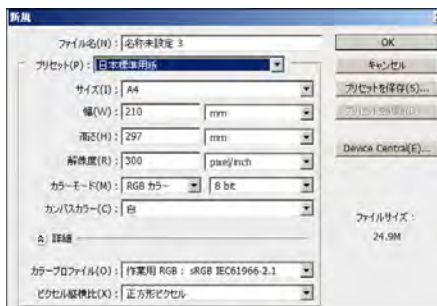 新規
ファイル名(N): 名称未設定 3
OK
プリセット(P): 日本標準用紙
キャンセル
サイズ(I): A4
プリセットを保存(S)...
幅(W): 210 mm
高さ(H): 297 mm
Device Central(E)...
解像度(R): 300 pixel/inch
カラーモード(M): RGB カラー 8 bit
カンバスカラー(C): 白
ファイルサイズ:
24.9M
詳細
カラープロファイル(O): 作業用 RGB : sRGB IEC61966-2.1
ピクセル縦横比(X): 正方形ピクセル